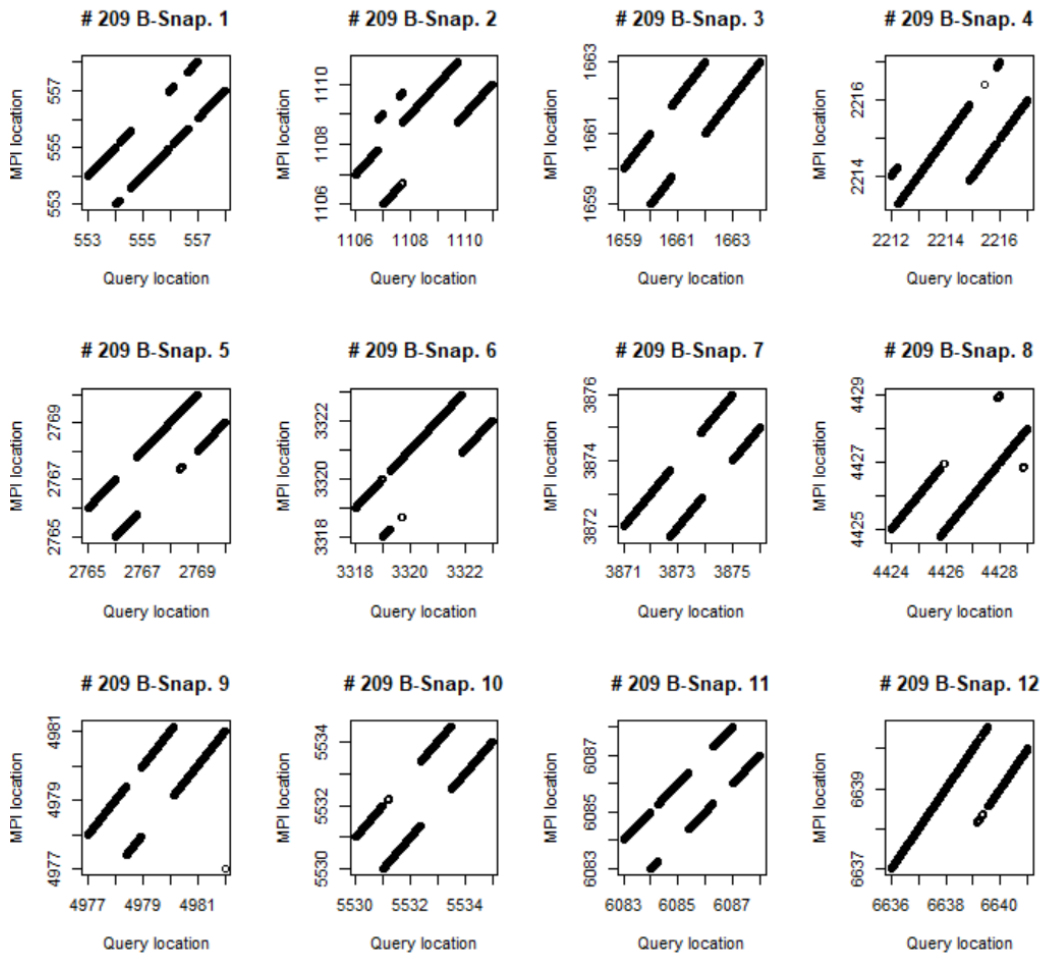 # 209 B-Snap. 1
MPI location
553 555 557
553 555 557
Query location
# 209 B-Snap. 2
MPI location
1106 1108 1110
1106 1108 1110
Query location
# 209 B-Snap. 3
MPI location
1659 1661 1663
1659 1661 1663
Query location
# 209 B-Snap. 4
MPI location
2214 2216
2212 2214 2216
Query location
# 209 B-Snap. 5
MPI location
2765 2767 2769
2765 2767 2769
Query location
# 209 B-Snap. 6
MPI location
3318 3320 3322
3318 3320 3322
Query location
# 209 B-Snap. 7
MPI location
3872 3874 3876
3871 3873 3875
Query location
# 209 B-Snap. 8
MPI location
4425 4427 4429
4424 4426 4428
Query location
# 209 B-Snap. 9
MPI location
4977 4979 4981
4977 4979 4981
Query location
# 209 B-Snap. 10
MPI location
5530 5532 5534
5530 5532 5534
Query location
# 209 B-Snap. 11
MPI location
6083 6085 6087
6083 6085 6087
Query location
# 209 B-Snap. 12
MPI location
6637 6639
6636 6638 6640
Query location